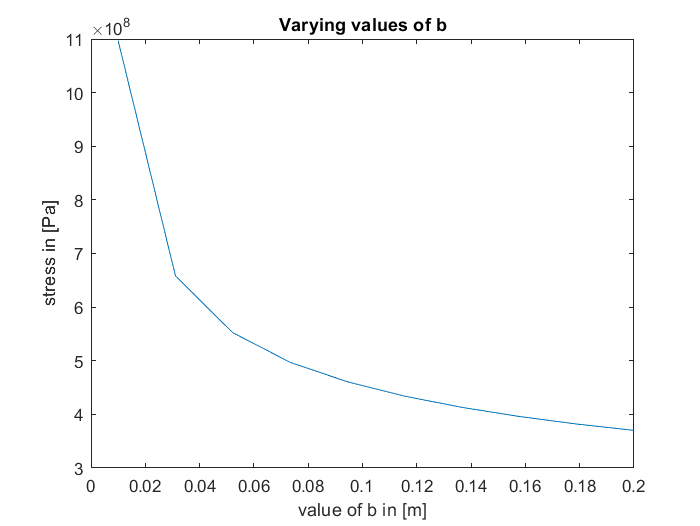 Varying values of b
×10⁸
11
10
9
8
7
6
5
4
3
stress in [Pa]
0 0.02 0.04 0.06 0.08 0.1 0.12 0.14 0.16 0.18 0.2
value of b in [m]